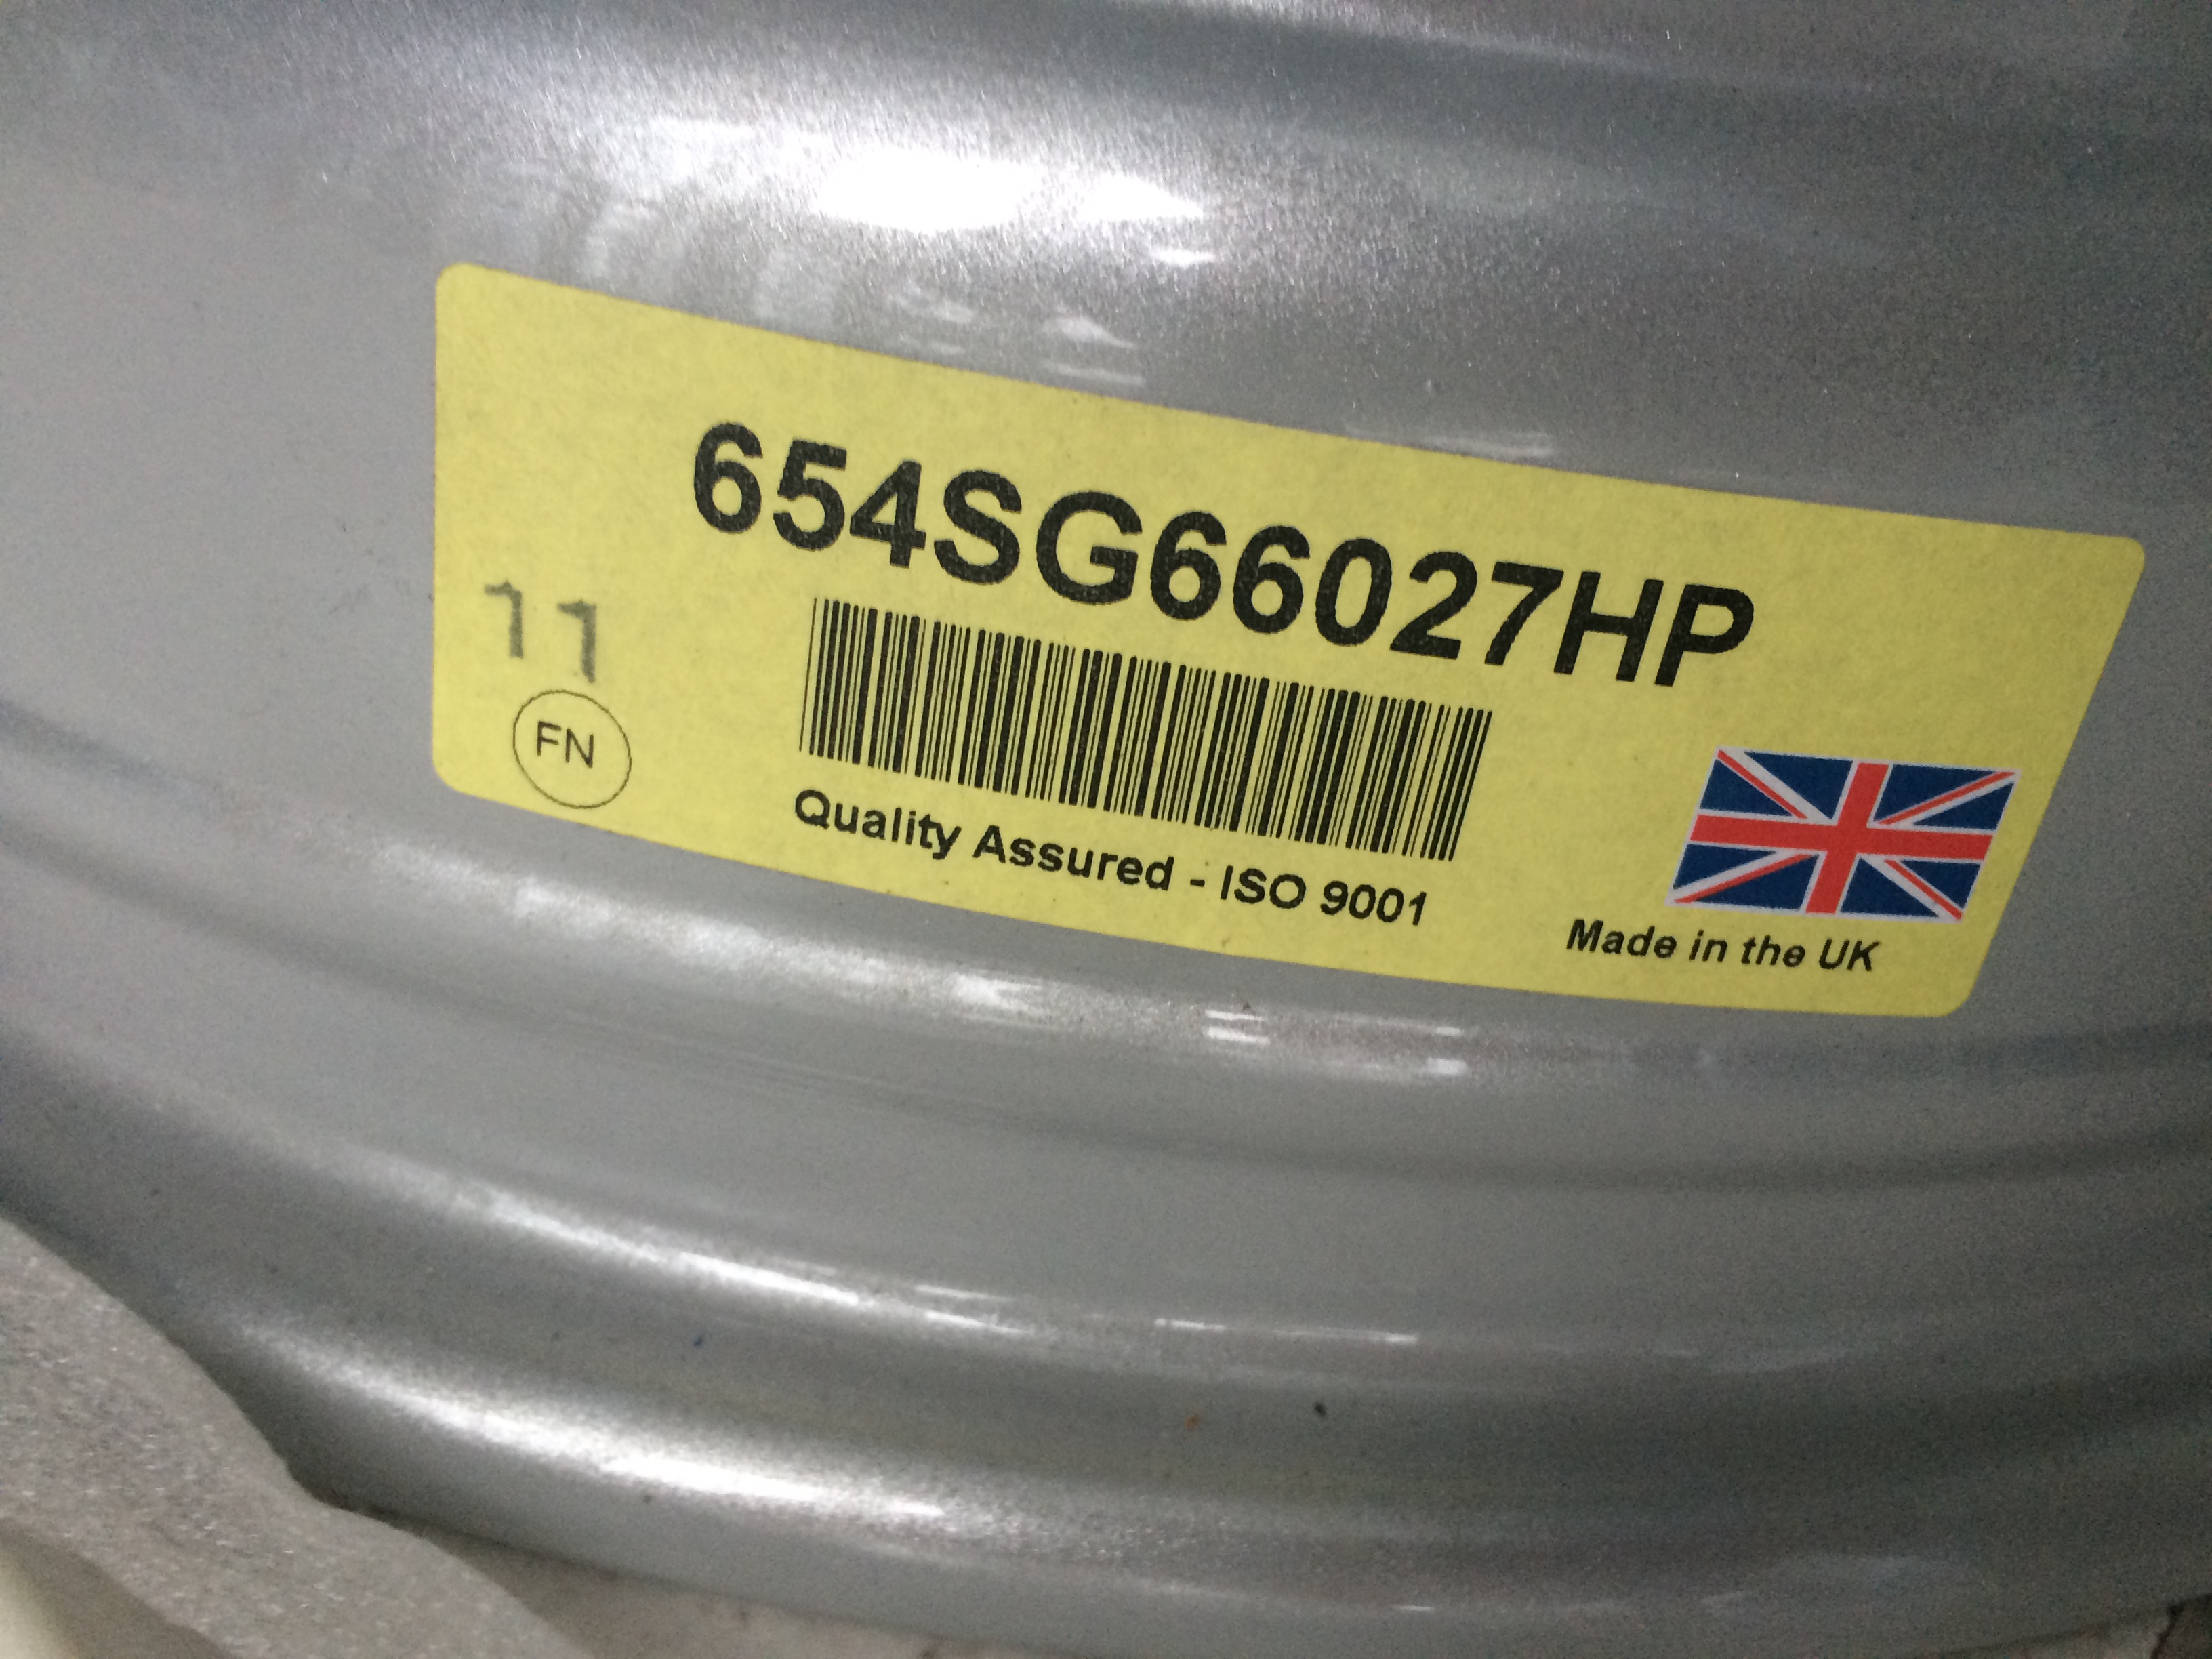 654SG66027HP
11
FN
Quality Assured - ISO 9001
Made in the UK